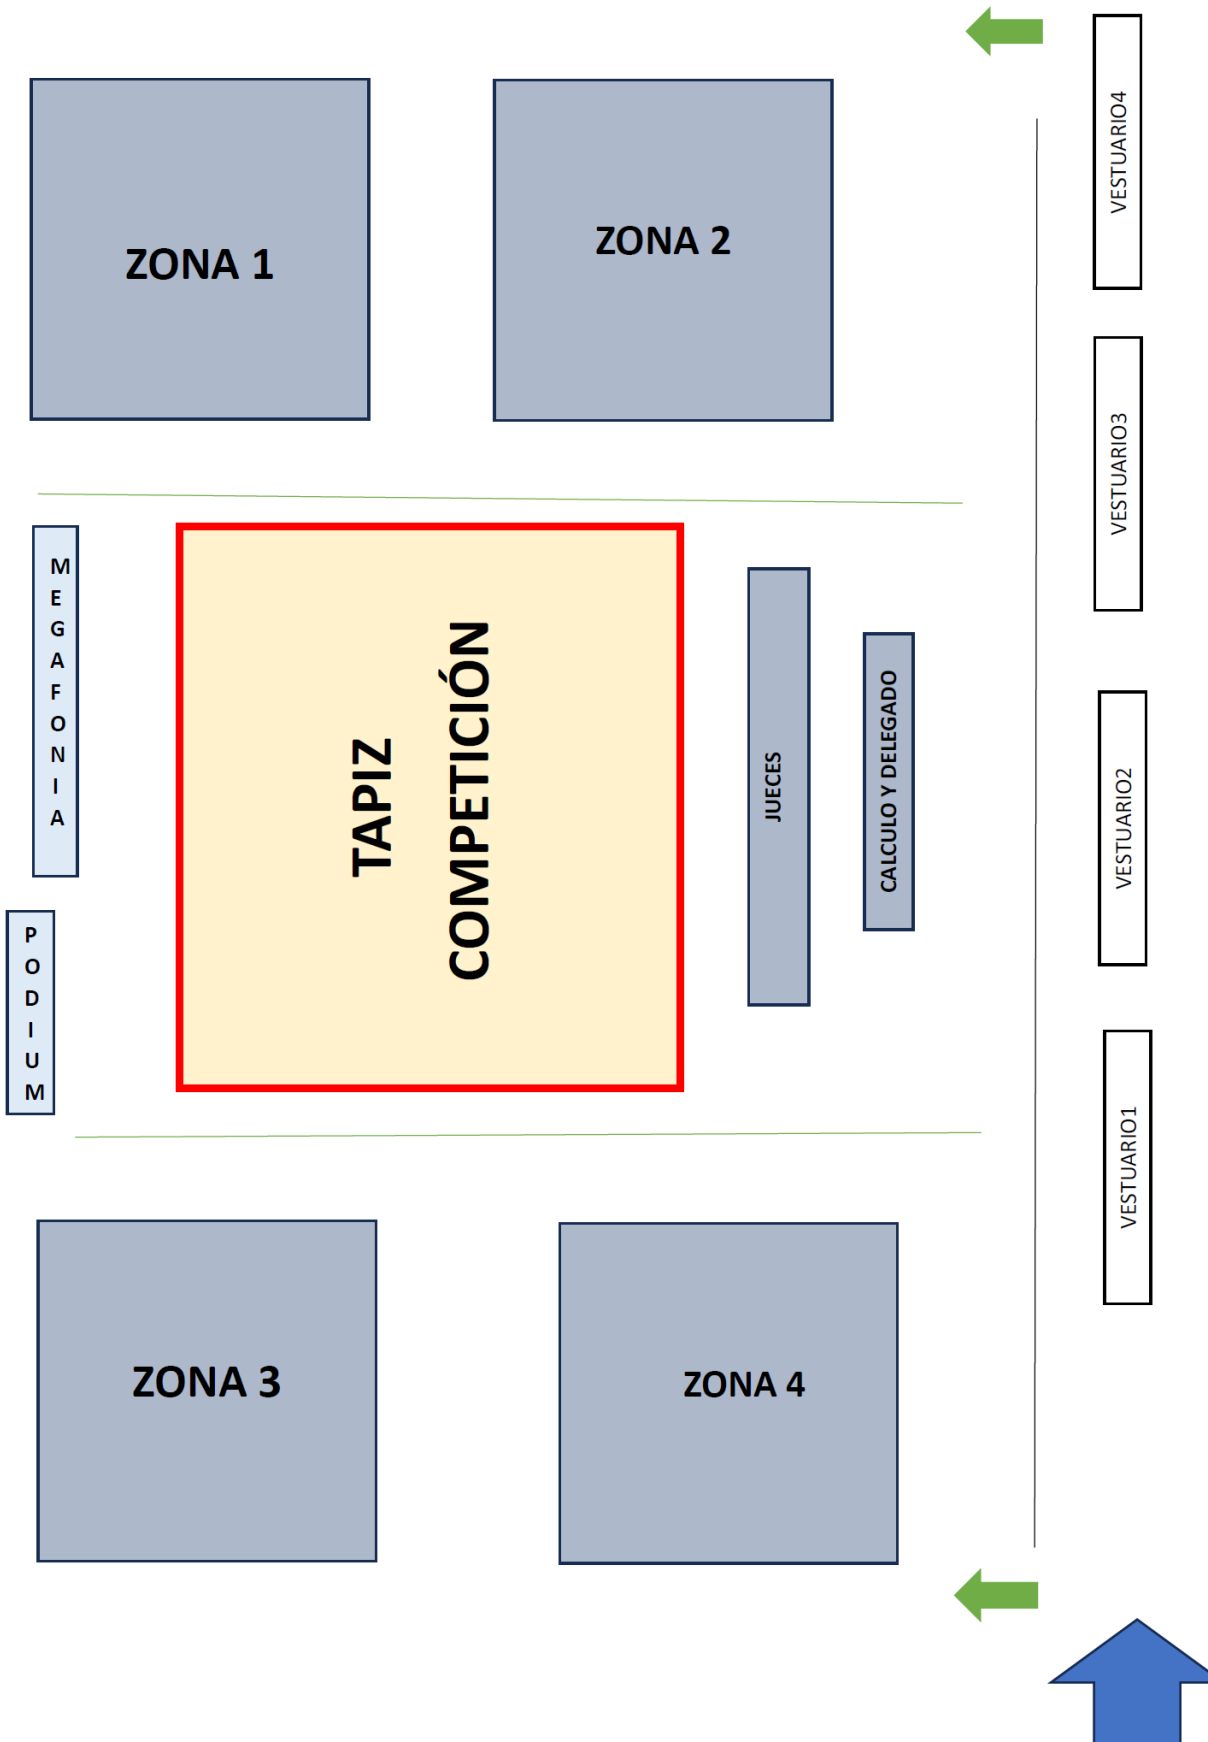 ZONA 1
ZONA 2
VESTUARIO4
VESTUARIO3
MEGAFONIA
TAPIZ
COMPETICIÓN
JUECES
CALCULO Y DELEGADO
VESTUARIO2
PODIUM
VESTUARIO1
ZONA 3
ZONA 4